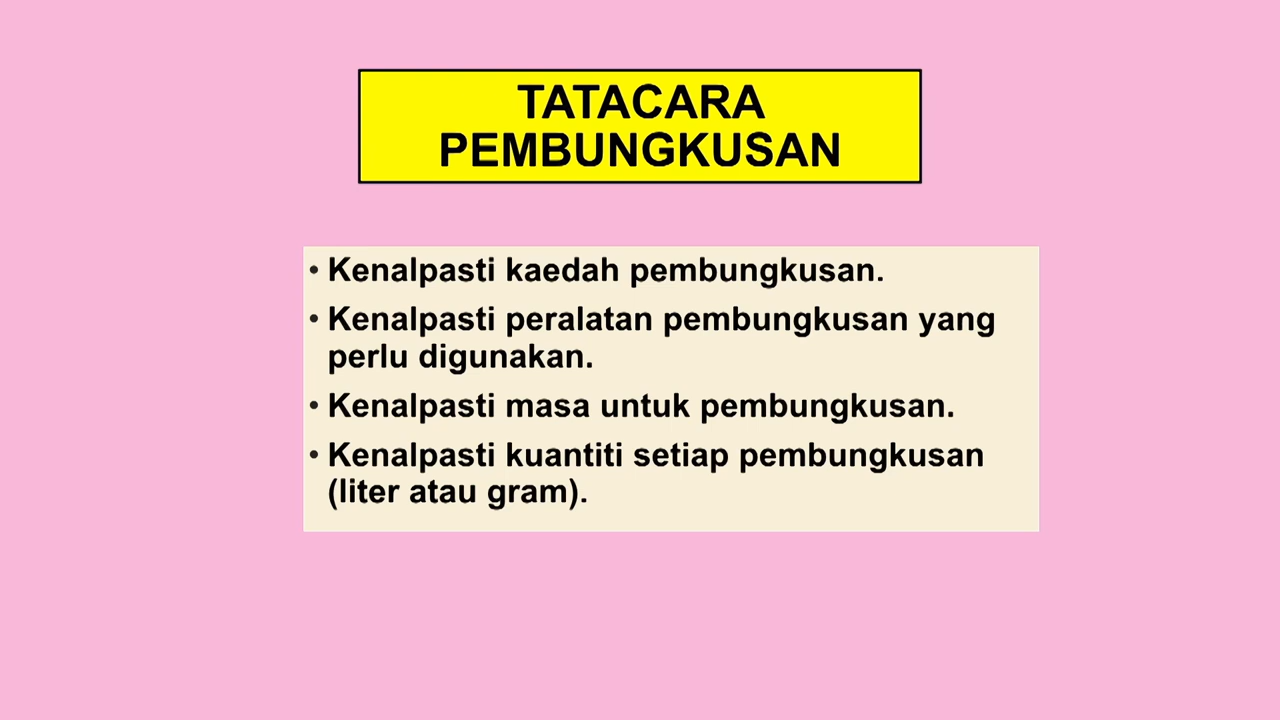 TATACARA
PEMBUNGKUSAN
• Kenalpasti kaedah pembungkusan.
• Kenalpasti peralatan pembungkusan yang
perlu digunakan.
• Kenalpasti masa untuk pembungkusan.
• Kenalpasti kuantiti setiap pembungkusan
(liter atau gram).